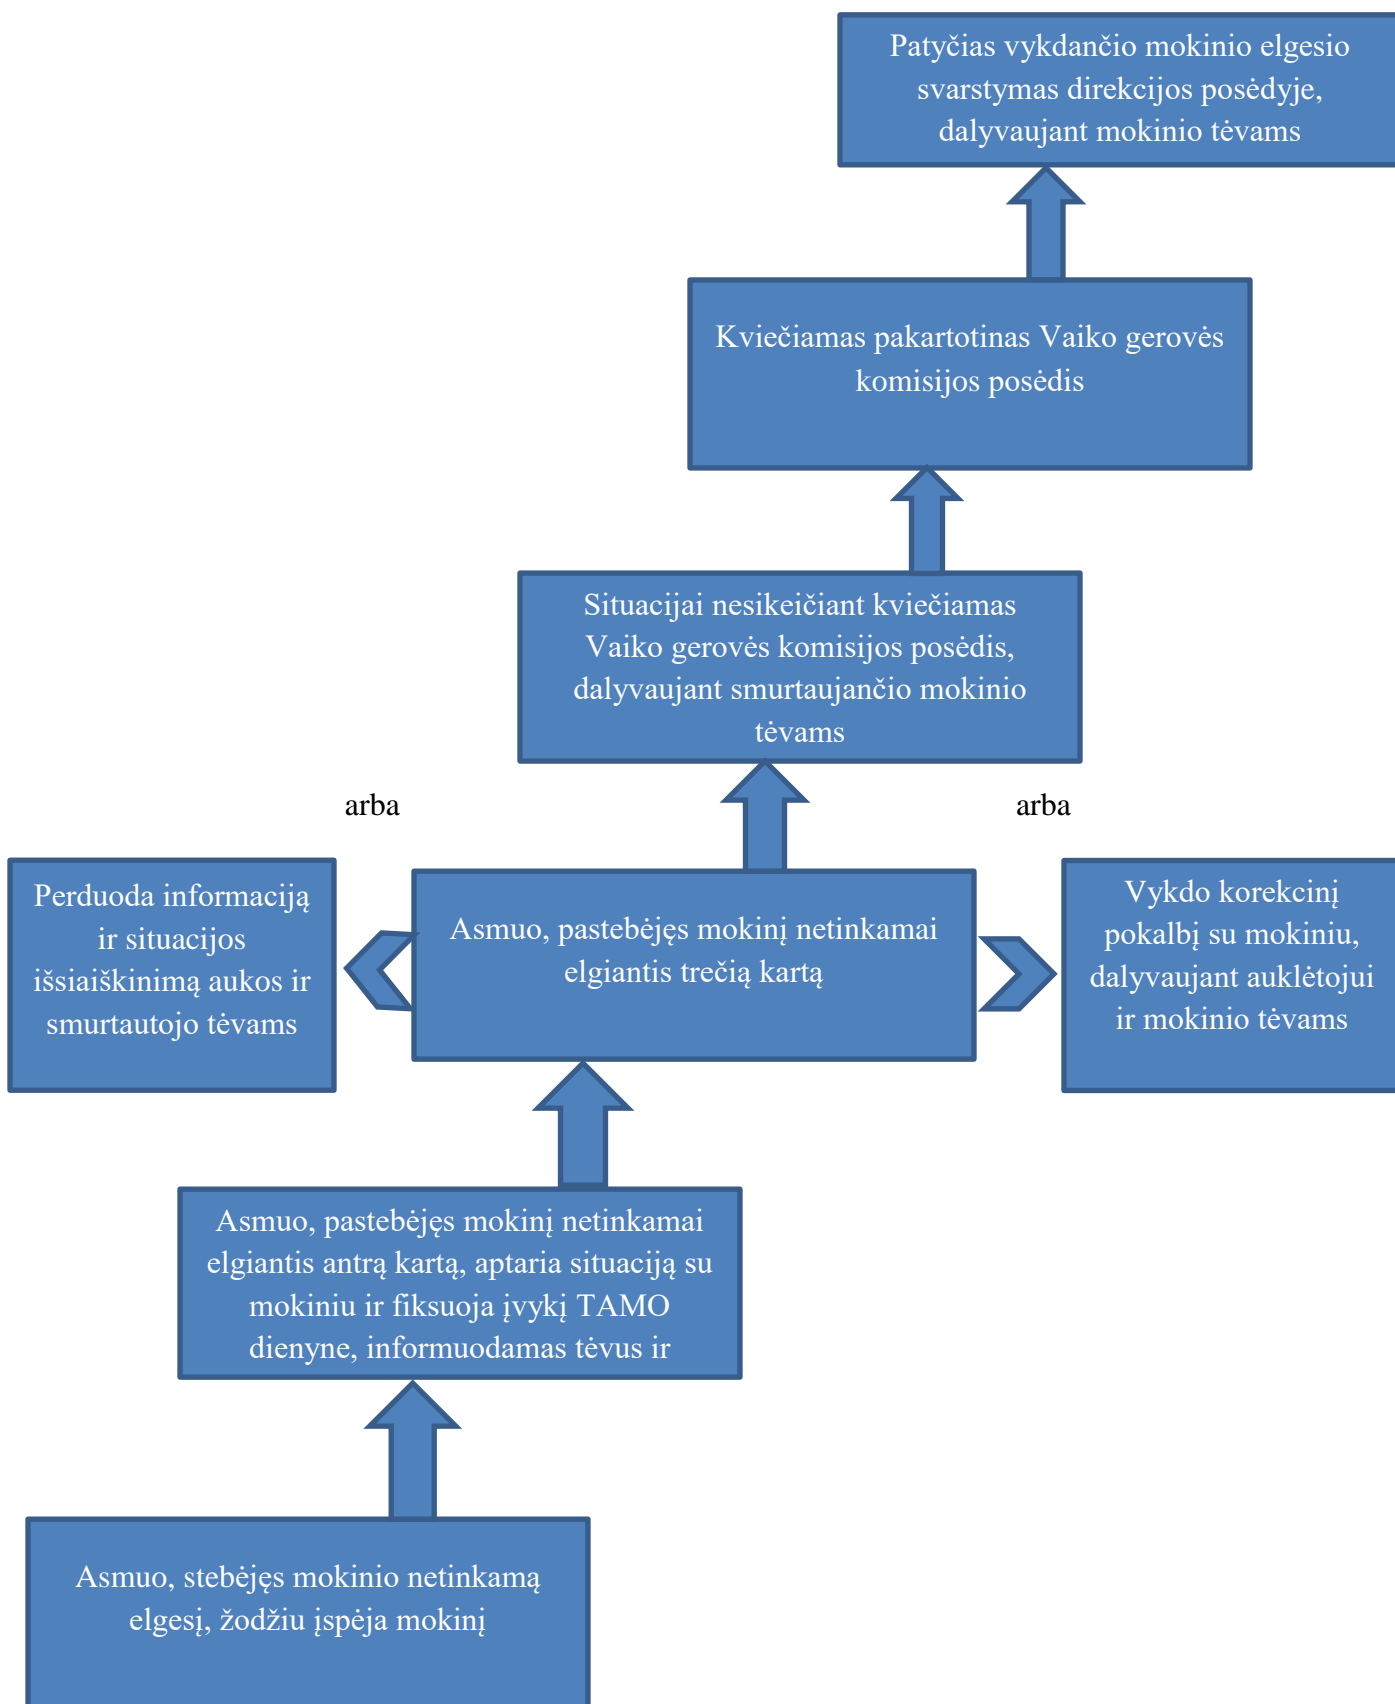 Patyčias vykdančio mokinio elgesio
svarstymas direkcijos posėdyje,
dalyvaujant mokinio tėvams
Kviečiamas pakartotinas Vaiko gerovės
komisijos posėdis
Situacijai nesikeičiant kviečiamas
Vaiko gerovės komisijos posėdis,
dalyvaujant smurtaujančio mokinio
tėvams
arba
arba
Perduoda informaciją
ir situacijos
išsiaiškinimą aukos ir
smurtautojo tėvams
Asmuo, pastebėjęs mokinį netinkamai
elgiantis trečią kartą
Vykdo korekcinį
pokalbį su mokiniu,
dalyvaujant auklėtojui
ir mokinio tėvams
Asmuo, pastebėjęs mokinį netinkamai
elgiantis antrą kartą, aptaria situaciją su
mokiniu ir fiksuoja įvykį TAMO
dienyne, informuodamas tėvus ir
Asmuo, stebėjęs mokinio netinkamą
elgesį, žodžiu įspėja mokinį